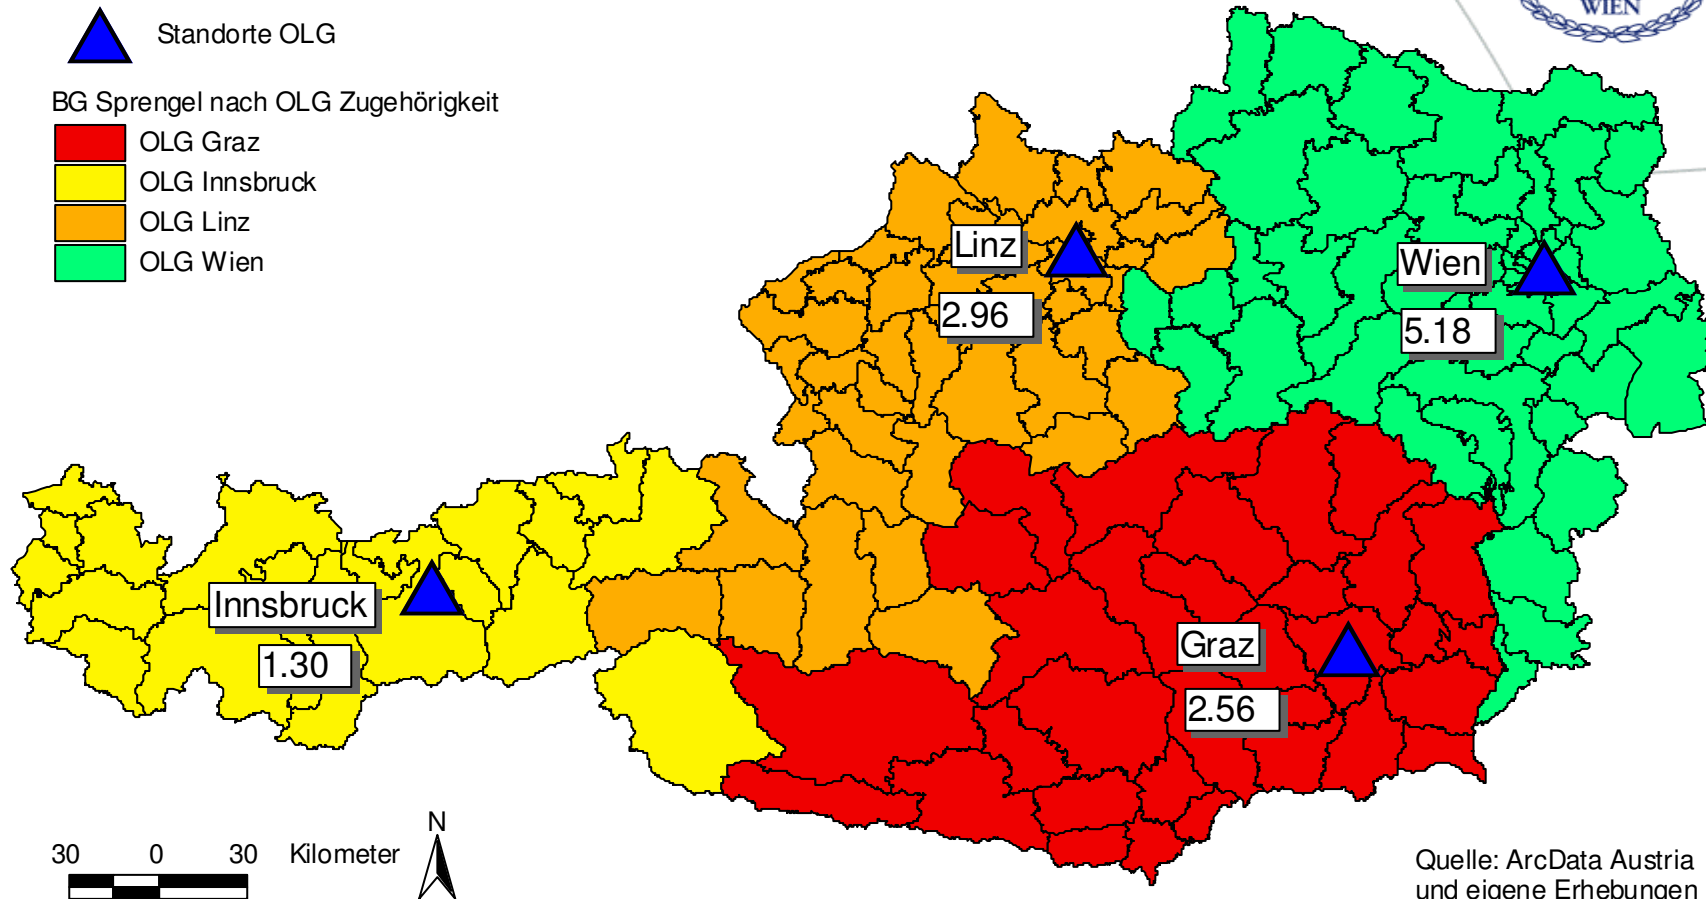 WIEN
Standorte OLG
BG Sprengel nach OLG Zugehörigkeit
OLG Graz
OLG Innsbruck
OLG Linz
OLG Wien
Linz
2.96
Wien
5.18
Innsbruck
1.30
Graz
2.56
30 0 30 Kilometer
N
Quelle: ArcData Austria
und eigene Erhebungen